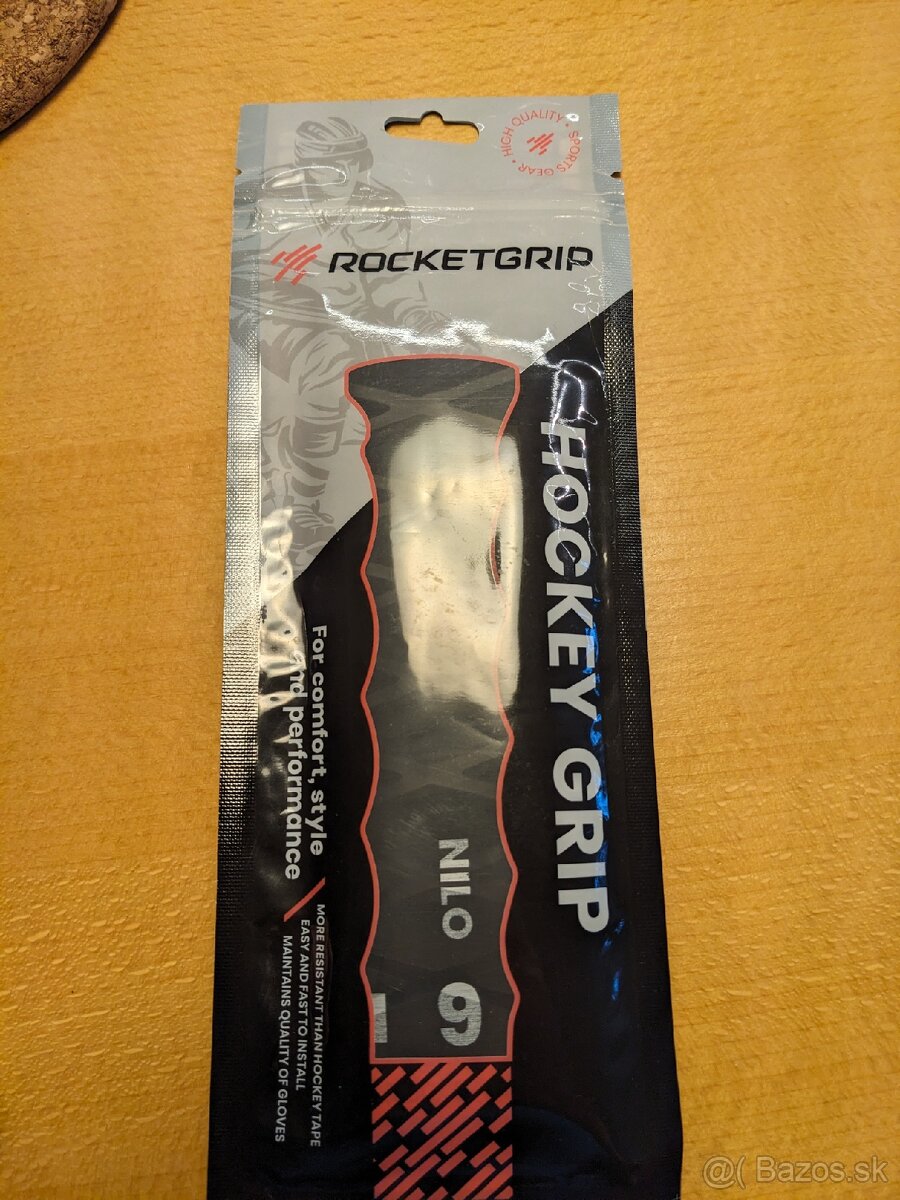 HIGH QUALITY • SPORTS GEAR •
ROCKETGRIP
HOCKEY GRIP
For comfort, style
and performance
MORE RESISTANT THAN HOCKEY TAPE
EASY AND FAST TO INSTALL
MAINTAINS QUALITY OF GLOVES
NILO
9
@( Bazos.sk